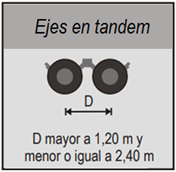 Ejes en tandem
D
D mayor a 1,20 m y
menor o igual a 2,40 m